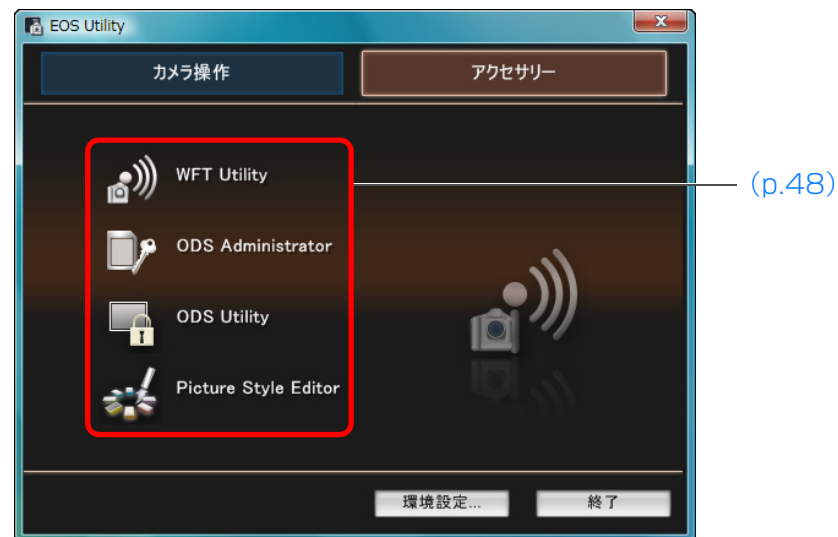 EOS Utility
カメラ操作
アクセサリー
WFT Utility
(p.48)
ODS Administrator
ODS Utility
Picture Style Editor
環境設定...
終了